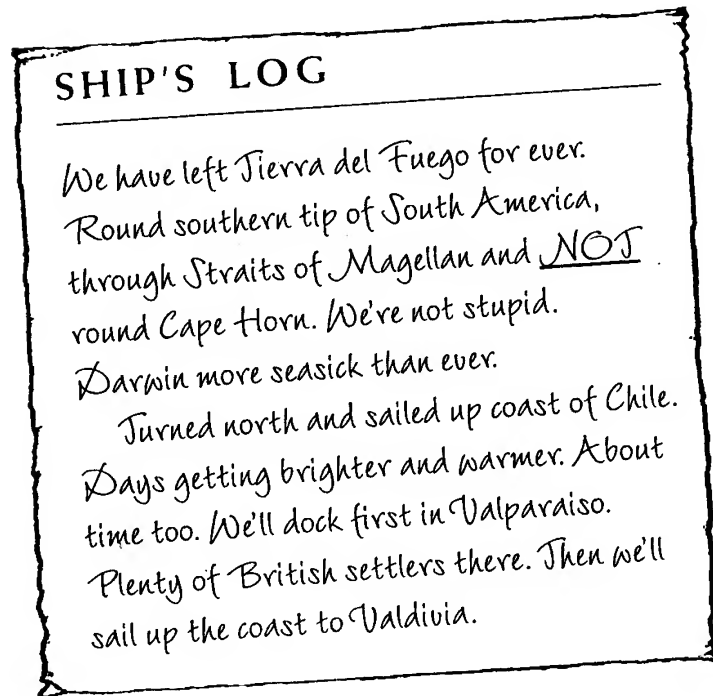 SHIP'S LOG
We have left Tierra del Fuego for ever.
Round southern tip of South America,
through Straits of Magellan and NOT
round Cape Horn. We're not stupid.
Darwin more seasick than ever.
Turned north and sailed up coast of Chile.
Days getting brighter and warmer. About
time too. We'll dock first in Valparaiso.
Plenty of British settlers there. Then we'll
sail up the coast to Valdivia.